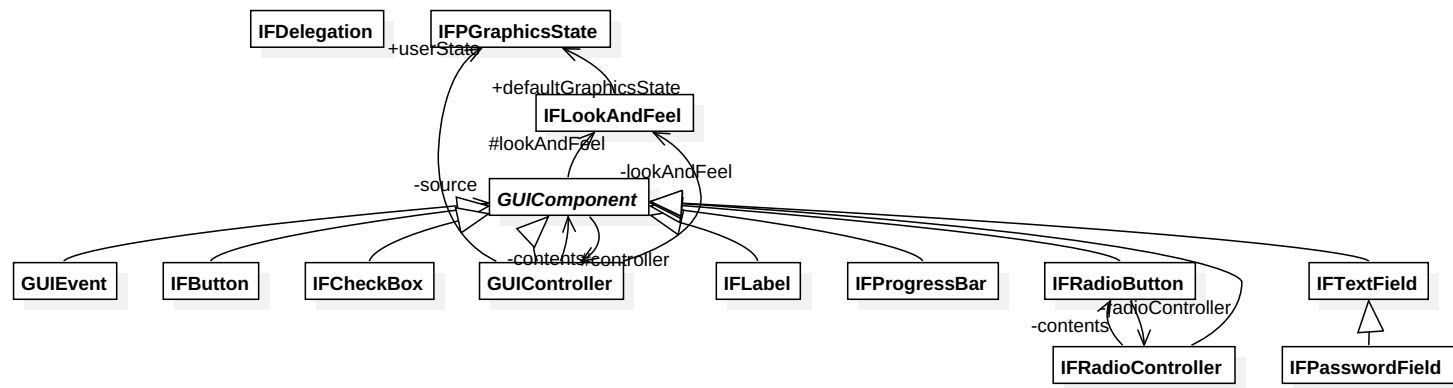 IFDelegation
IFPGraphicsState
+userState
+defaultGraphicsState
IFLookAndFeel
#lookAndFeel
-lookAndFeel
-source
GUIComponent
-contents
#controller
GUIEvent
IFButton
IFCheckBox
GUIController
IFLabel
IFProgressBar
IFRadioButton
IFTextField
-radioController
-contents
IFRadioController
IFPasswordField